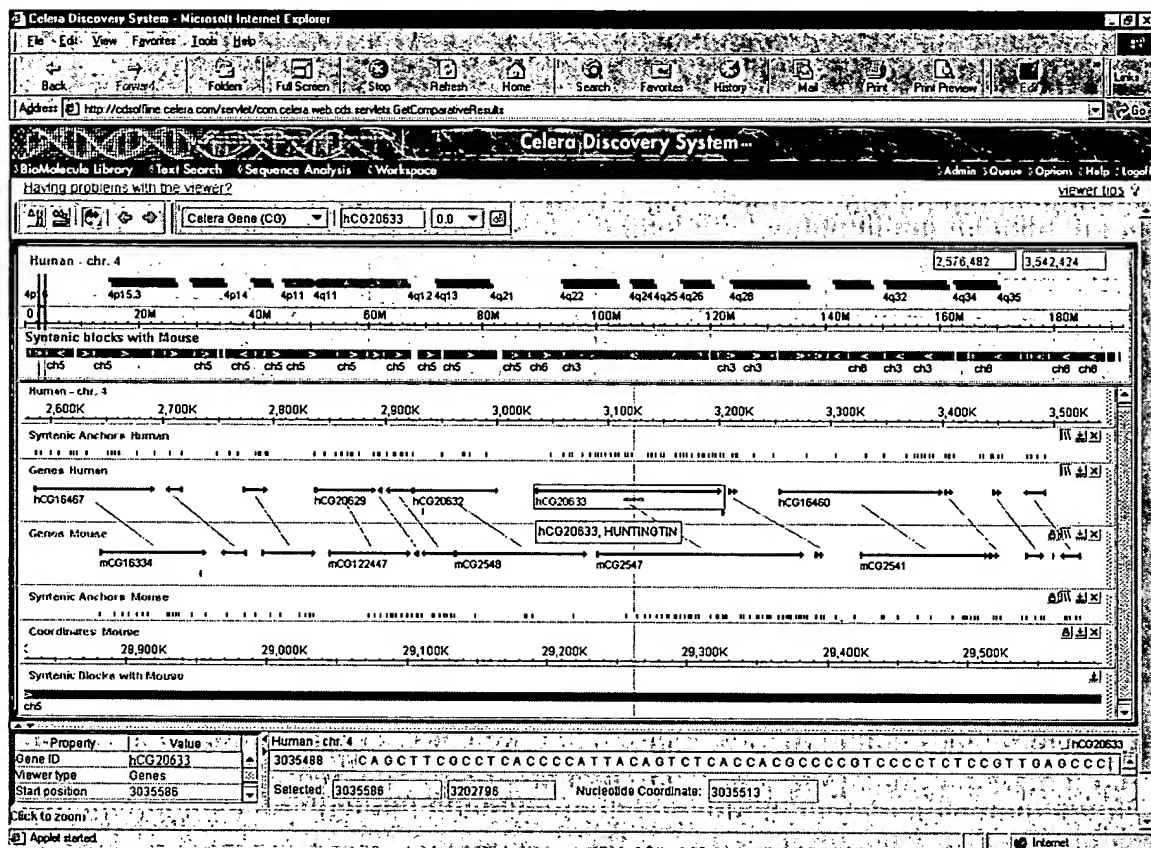 Celera Discovery System - Microsoft Internet Explorer
File Edit View Favorites Tools Help
Back Forward Folders Full Screen Stop Refresh Home Search Favorites History Mail Print Print Preview Edit Links
Address http://cdsoffline.celera.com/servlet/com.celera.web.cds.servlets.GetComparativeResults Go
Celera Discovery System
BioMolecule Library Text Search Sequence Analysis Workspace Admin Queue Options Help Logoff
Having problems with the viewer? viewer tips
Celera Gene (CG) hCG20633 0.0
Human - chr. 4 2,576,482 3,542,424
4p15.3 4p14 4p11 4q11 4q12 4q13 4q21 4q22 4q24 4q25 4q26 4q28 4q32 4q34 4q35
0 20M 40M 60M 80M 100M 120M 140M 160M 180M
Syntenic blocks with Mouse
ch5 ch5 ch5 ch5 ch5 ch5 ch5 ch5 ch5 ch5 ch6 ch3 ch3 ch3 ch8 ch3 ch3 ch8 ch8 ch8
Human - chr. 4
2,600K 2,700K 2,800K 2,900K 3,000K 3,100K 3,200K 3,300K 3,400K 3,500K
Syntenic Anchors Human
Genes Human
hCG16467 hCG20629 hCG20632 hCG20633 hCG16460
hCG20633, HUNTINGTIN
Genes Mouse
mCG16334 mCG122447 mCG2548 mCG2547 mCG2541
Syntenic Anchors Mouse
Coordinates Mouse
28,900K 29,000K 29,100K 29,200K 29,300K 29,400K 29,500K
Syntenic Blocks with Mouse
ch5
Property Value Human - chr. 4 hCG20633
Gene ID hCG20633 3035488 CAGCTTCGCCTCACCCCATTACAGTCTCACCACGCCCCGTCCCCTCTCCGTTGAGCCC
Viewer type Genes
Start position 3035586 Selected: 3035586 3202796 Nucleotide Coordinate: 3035513
Click to zoom
Applet started. Internet